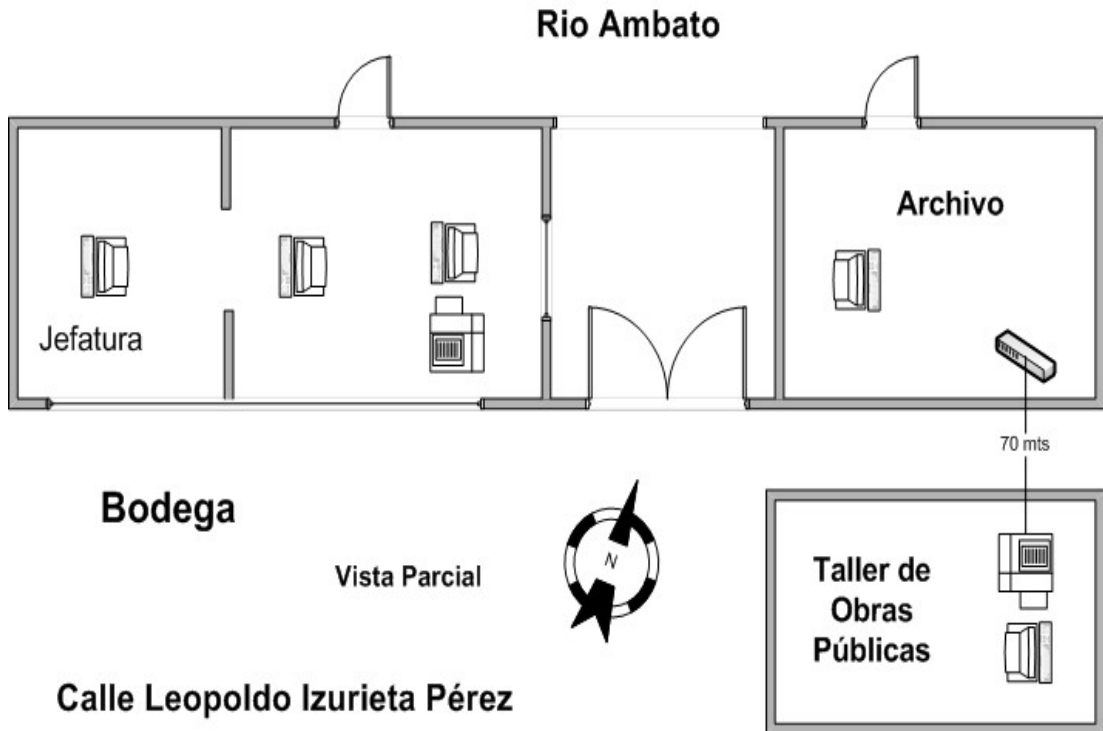 Rio Ambato
Archivo
Jefatura
70 mts
Bodega
N
Vista Parcial
Taller de
Obras
Públicas
Calle Leopoldo Izurieta Pérez